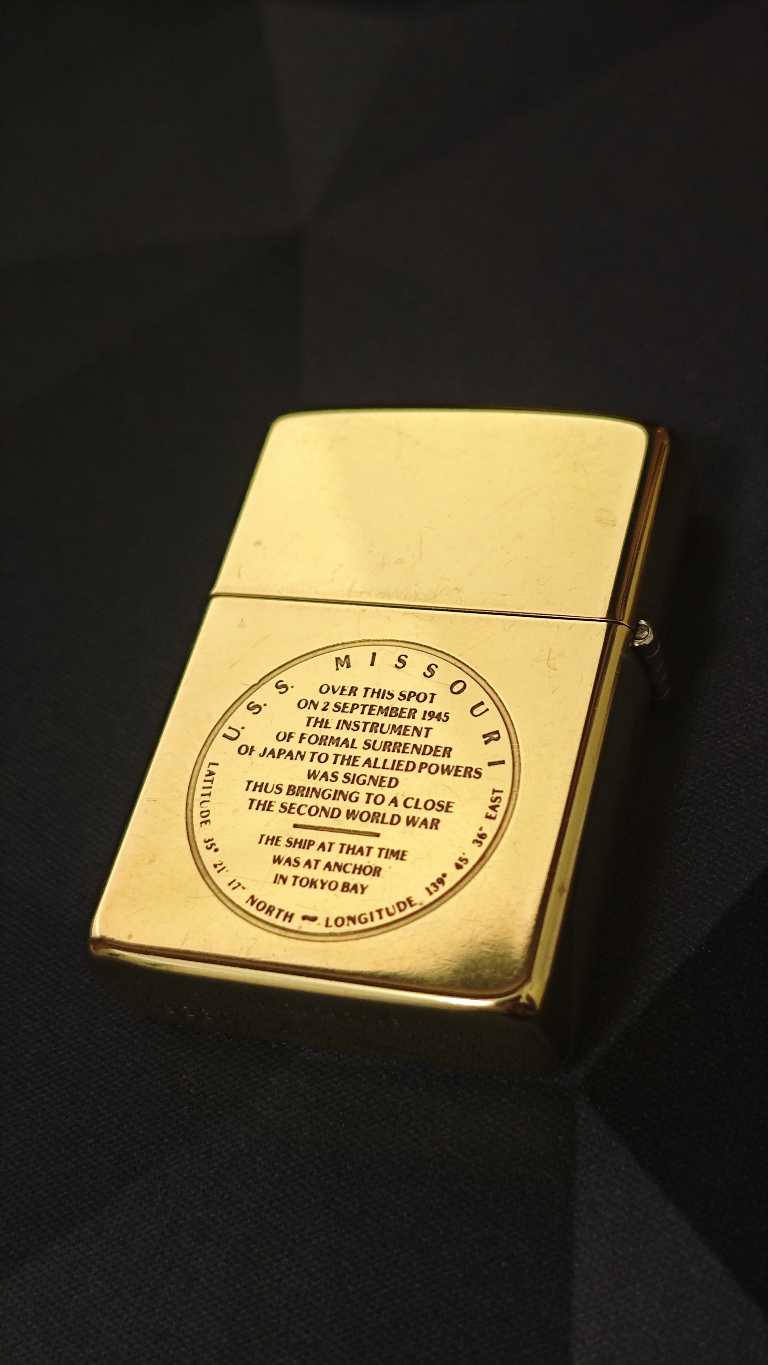 U. S. S. MISSOURI
OVER THIS SPOT
ON 2 SEPTEMBER 1945
THE INSTRUMENT
OF FORMAL SURRENDER
OF JAPAN TO THE ALLIED POWERS
WAS SIGNED
THUS BRINGING TO A CLOSE
THE SECOND WORLD WAR
THE SHIP AT THAT TIME
WAS AT ANCHOR
IN TOKYO BAY
LATITUDE 35° 21' 17" NORTH ~ LONGITUDE 139° 45' 36" EAST